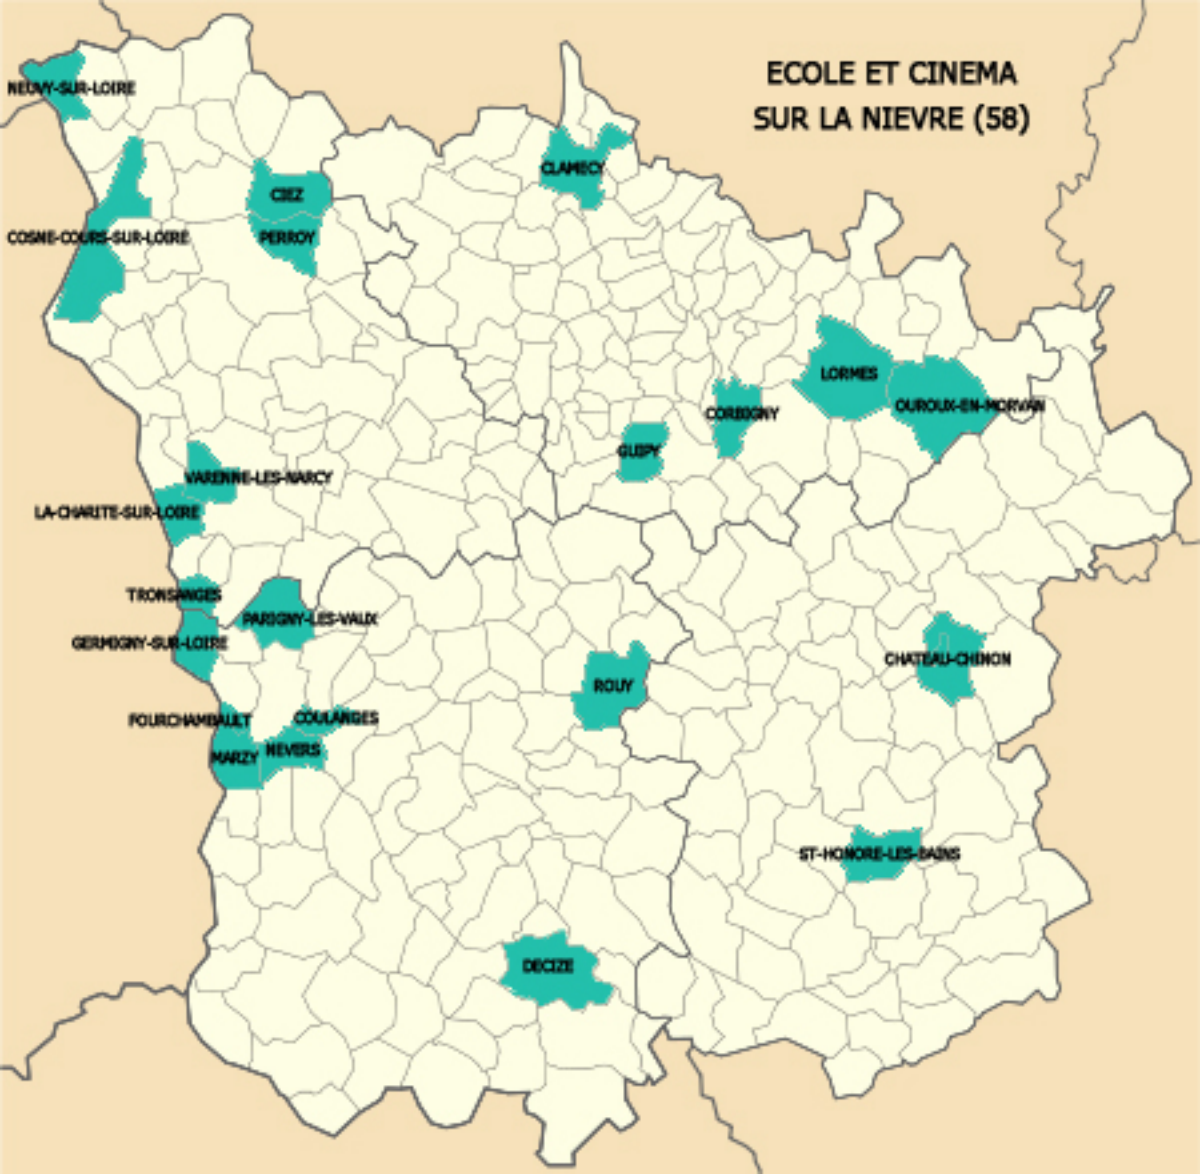 ECOLE ET CINEMA
SUR LA NIEVRE (58)
NEUVY-SUR-LOIRE
CLAMECY
CIEZ
COSNE-COURS-SUR-LOIRE
PERROY
LORMES
OUROUX-EN-MORVAN
CORBIGNY
GUIPY
VARENNE-LES-NARCY
LA-CHARITE-SUR-LOIRE
TRONSANGES
PARIGNY-LES-VAUX
GERMIGNY-SUR-LOIRE
CHATEAU-CHINON
ROUY
FOURCHAMBAULT
COULANGES
NEVERS
MARZY
ST-HONORE-LES-BAINS
DECIZE